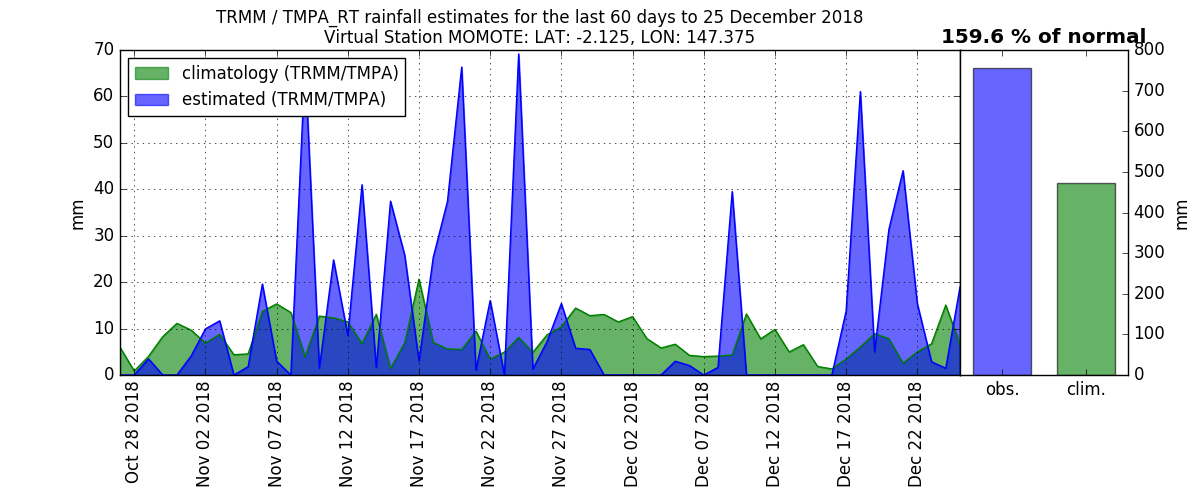 TRMM / TMPA_RT rainfall estimates for the last 60 days to 25 December 2018
Virtual Station MOMOTE: LAT: -2.125, LON: 147.375
159.6 % of normal
climatology (TRMM/TMPA)
estimated (TRMM/TMPA)
70
60
50
40
30
20
10
0
mm
Oct 28 2018
Nov 02 2018
Nov 07 2018
Nov 12 2018
Nov 17 2018
Nov 22 2018
Nov 27 2018
Dec 02 2018
Dec 07 2018
Dec 12 2018
Dec 17 2018
Dec 22 2018
800
700
600
500
400
300
200
100
0
mm
obs.
clim.